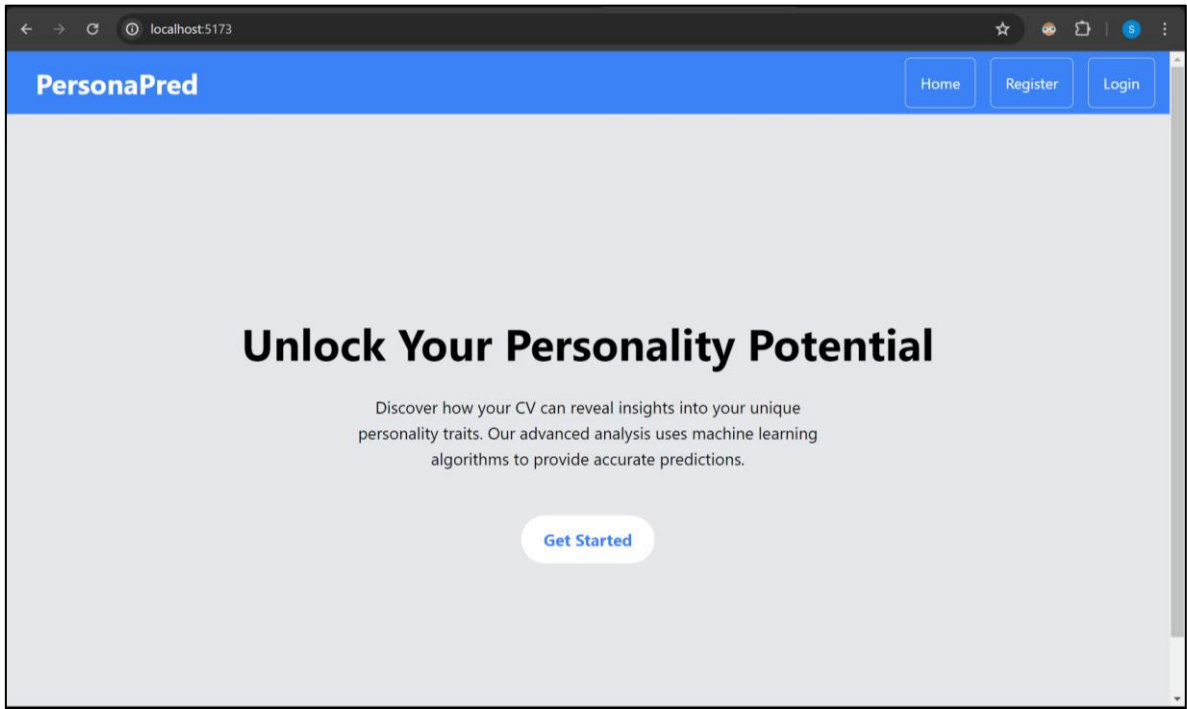 localhost:5173
S
PersonaPred
Home
Register
Login
Unlock Your Personality Potential
Discover how your CV can reveal insights into your unique
personality traits. Our advanced analysis uses machine learning
algorithms to provide accurate predictions.
Get Started